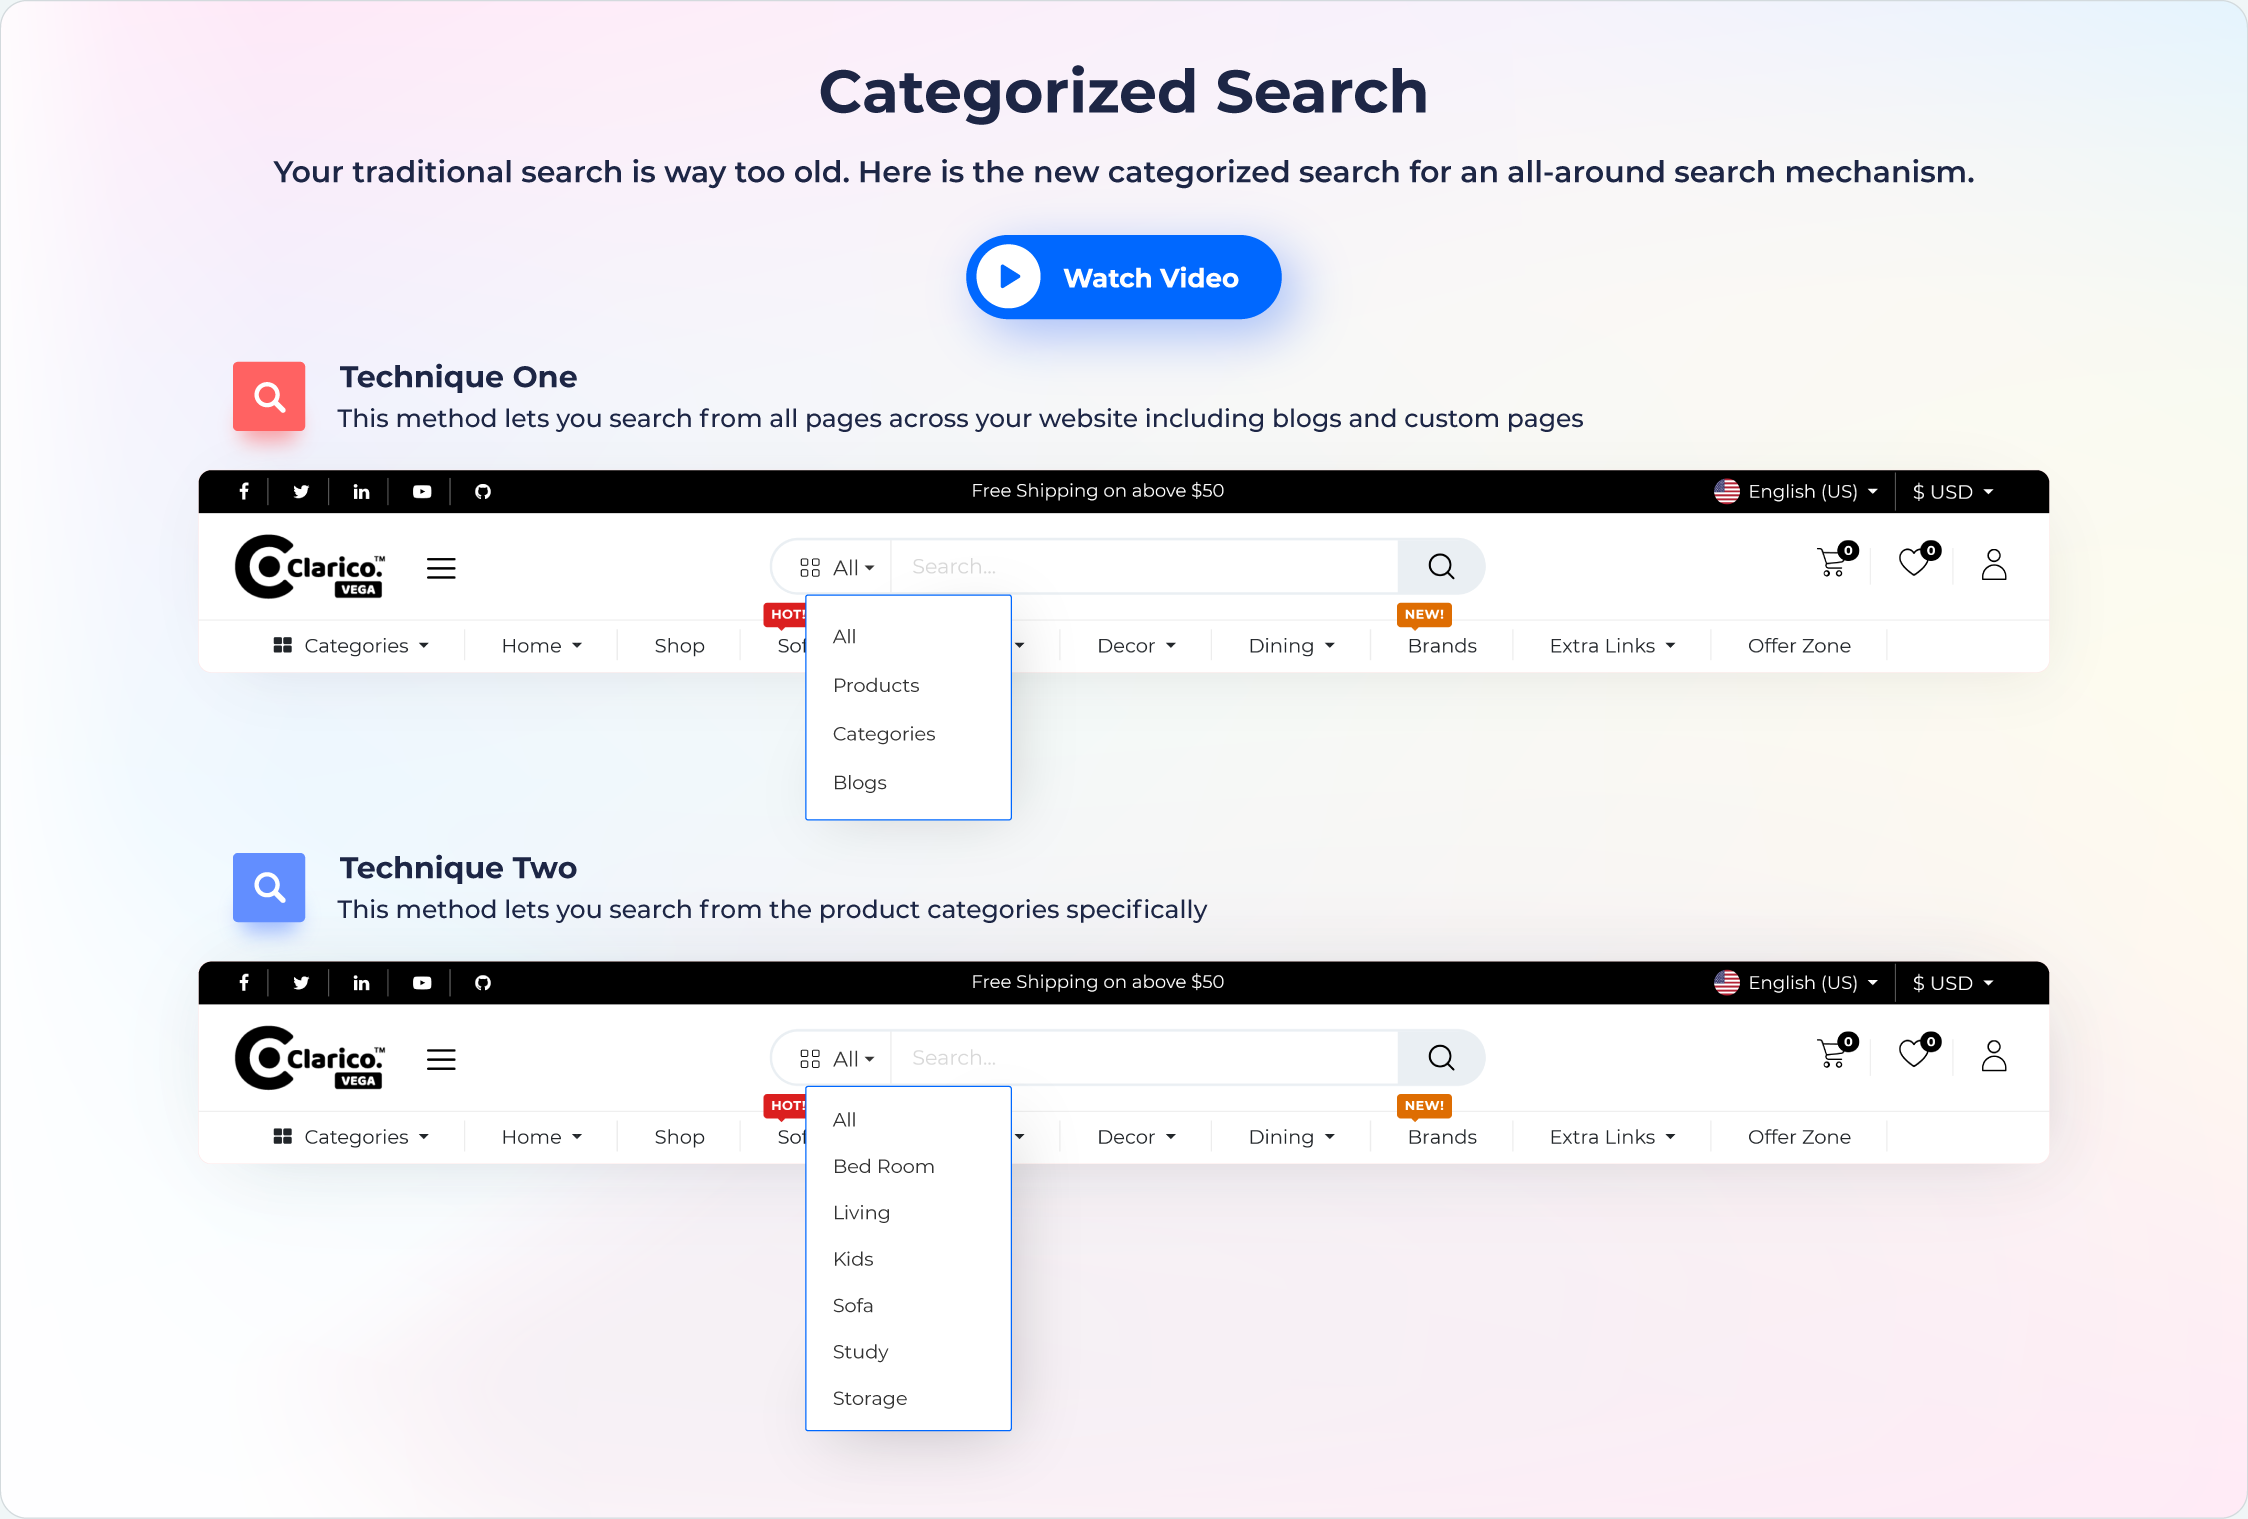 Categorized Search
Your traditional search is way too old. Here is the new categorized search for an all-around search mechanism.
Watch Video
Technique One
This method lets you search from all pages across your website including blogs and custom pages
Free Shipping on above $50 English (US) $ USD
Clarico.™
VEGA
All Search... 0 0
HOT! NEW!
Categories Home Shop Sof Decor Dining Brands Extra Links Offer Zone
All
Products
Categories
Blogs
Technique Two
This method lets you search from the product categories specifically
Free Shipping on above $50 English (US) $ USD
Clarico.™
VEGA
All Search... 0 0
HOT! NEW!
Categories Home Shop Sof Decor Dining Brands Extra Links Offer Zone
All
Bed Room
Living
Kids
Sofa
Study
Storage